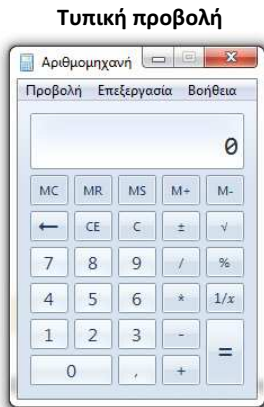 Τυπική προβολή
Αριθμομηχανή
Προβολή Επεξεργασία Βοήθεια
0
MC MR MS M+ M-
← CE C ± √
7 8 9 / %
4 5 6 * 1/x
1 2 3 - =
0 , +